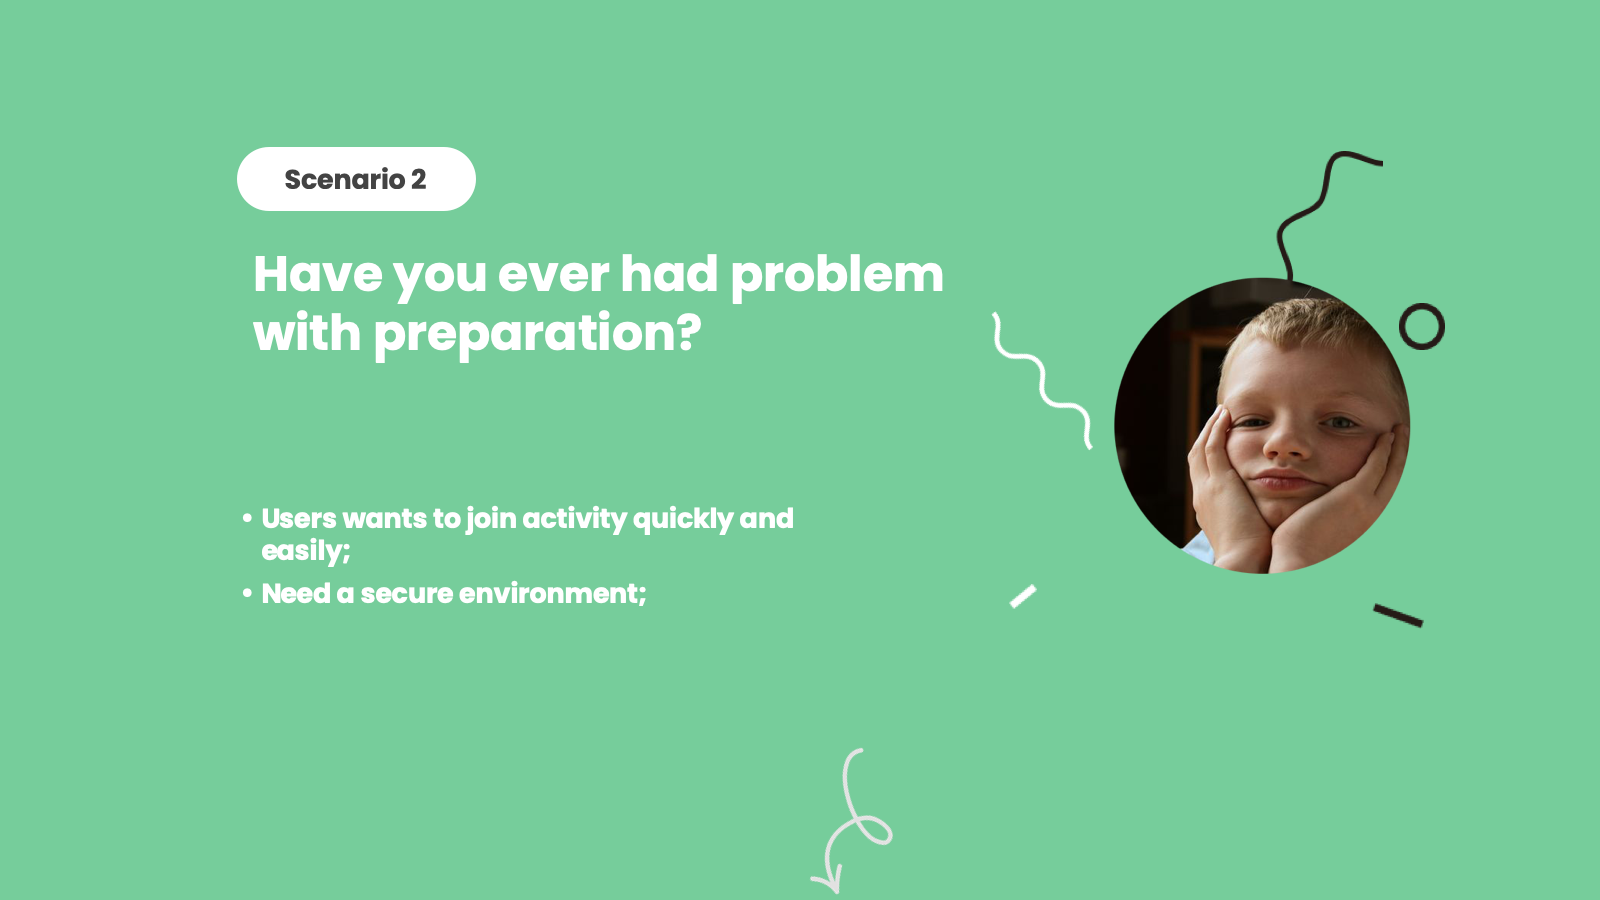 Scenario 2
Have you ever had problem
with preparation?
• Users wants to join activity quickly and
easily;
• Need a secure environment;